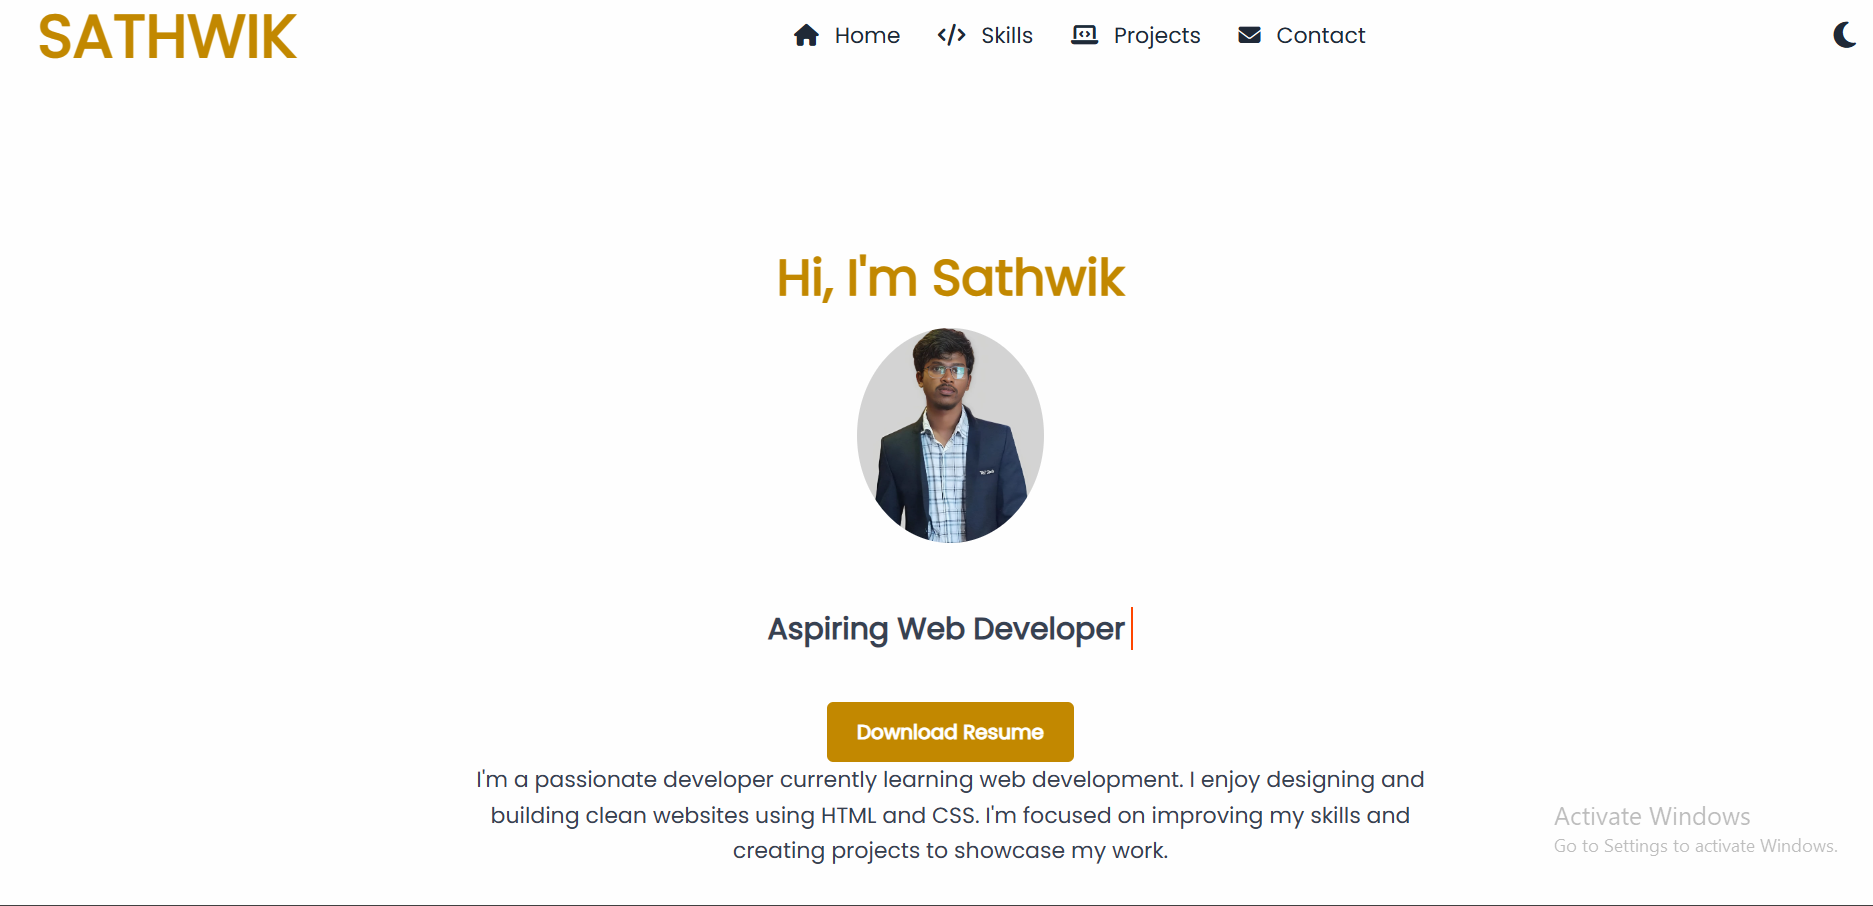 SATHWIK
Home
Skills
Projects
Contact
Hi, I'm Sathwik
Aspiring Web Developer
Download Resume
I'm a passionate developer currently learning web development. I enjoy designing and
building clean websites using HTML and CSS. I'm focused on improving my skills and
creating projects to showcase my work.
Activate Windows
Go to Settings to activate Windows.